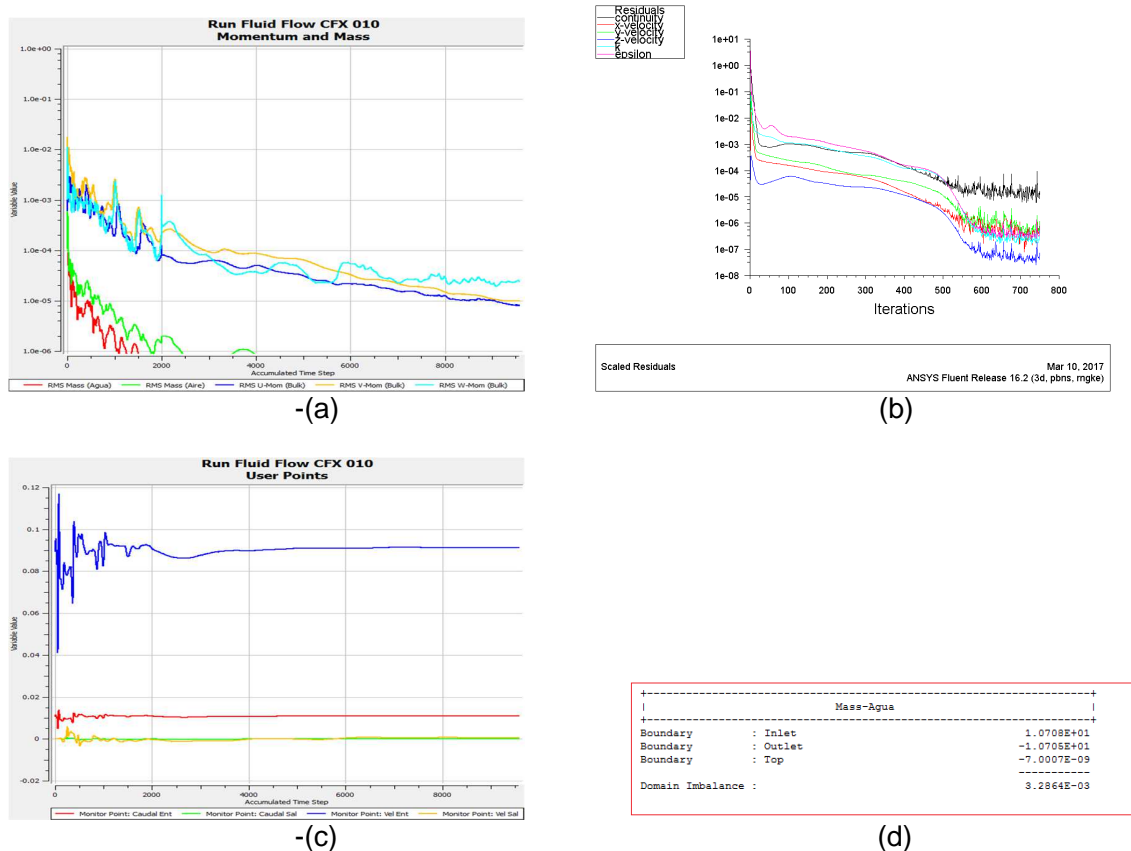 Run Fluid Flow CFX 010
Momentum and Mass
1.0e+00
1.0e-01
1.0e-02
1.0e-03
1.0e-04
1.0e-05
1.0e-06
Variable Value
0 2000 4000 6000 8000
Accumulated Time Step
RMS Mass (Agua) RMS Mass (Aire) RMS U-Mom (Bulk) RMS V-Mom (Bulk) RMS W-Mom (Bulk)
-(a)
Residuals
continuity
x-velocity
y-velocity
z-velocity
k
epsilon
1e+01
1e+00
1e-01
1e-02
1e-03
1e-04
1e-05
1e-06
1e-07
1e-08
0 100 200 300 400 500 600 700 800
Iterations
Scaled Residuals Mar 10, 2017
ANSYS Fluent Release 16.2 (3d, pbns, rngke)
(b)
Run Fluid Flow CFX 010
User Points
0.12
0.1
0.08
0.06
0.04
0.02
0
-0.02
Variable Value
0 2000 4000 6000 8000
Accumulated Time Step
Monitor Point: Caudal Ent Monitor Point: Caudal Sal Monitor Point: Vel Ent Monitor Point: Vel Sal
-(c)
+--------------------------------------------------------------------+
| Mass-Agua |
+--------------------------------------------------------------------+
Boundary : Inlet 1.0708E+01
Boundary : Outlet -1.0705E+01
Boundary : Top -7.0007E-09
-----------
Domain Imbalance : 3.2864E-03
(d)